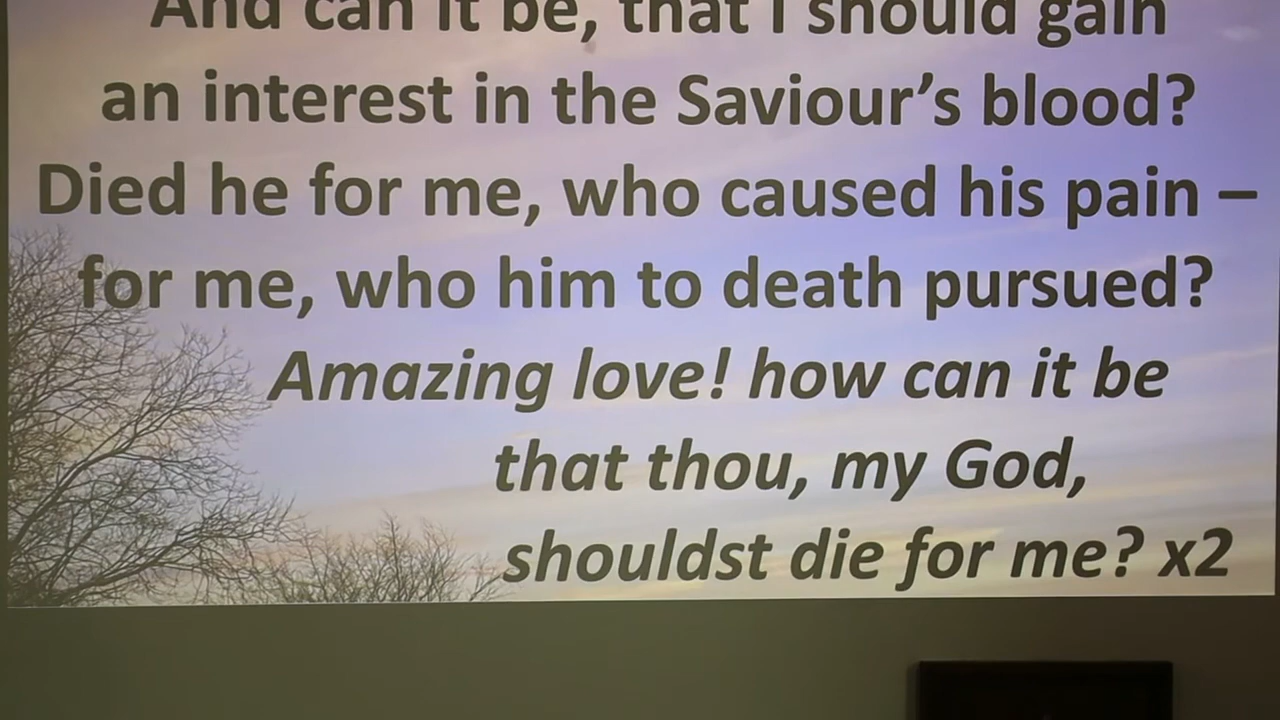 And can it be, that I should gain
an interest in the Saviour’s blood?
Died he for me, who caused his pain –
for me, who him to death pursued?
Amazing love! how can it be
that thou, my God,
shouldst die for me? x2